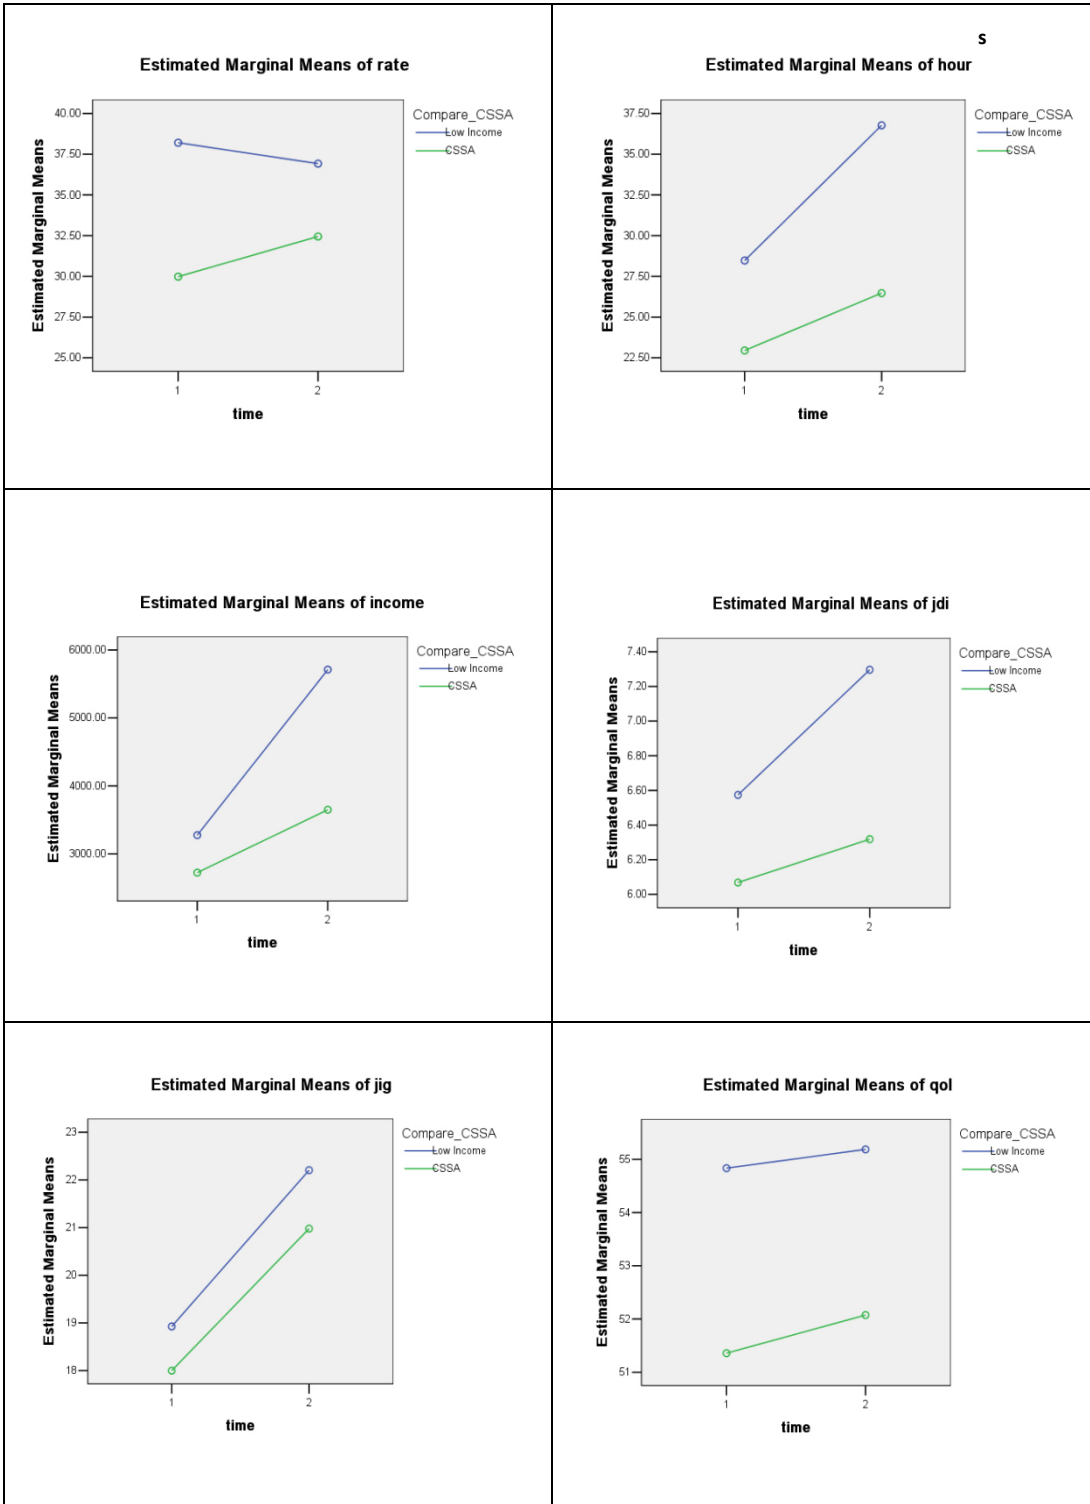 Estimated Marginal Means of rate
Estimated Marginal Means
40.00
37.50
35.00
32.50
30.00
27.50
25.00
1
2
time
Compare_CSSA
Low Income
CSSA
s
Estimated Marginal Means of hour
Estimated Marginal Means
37.50
35.00
32.50
30.00
27.50
25.00
22.50
1
2
time
Compare_CSSA
Low Income
CSSA
Estimated Marginal Means of income
Estimated Marginal Means
6000.00
5000.00
4000.00
3000.00
1
2
time
Compare_CSSA
Low Income
CSSA
Estimated Marginal Means of jdi
Estimated Marginal Means
7.40
7.20
7.00
6.80
6.60
6.40
6.20
6.00
1
2
time
Compare_CSSA
Low Income
CSSA
Estimated Marginal Means of jig
Estimated Marginal Means
23
22
21
20
19
18
1
2
time
Compare_CSSA
Low Income
CSSA
Estimated Marginal Means of qol
Estimated Marginal Means
55
54
53
52
51
1
2
time
Compare_CSSA
Low Income
CSSA